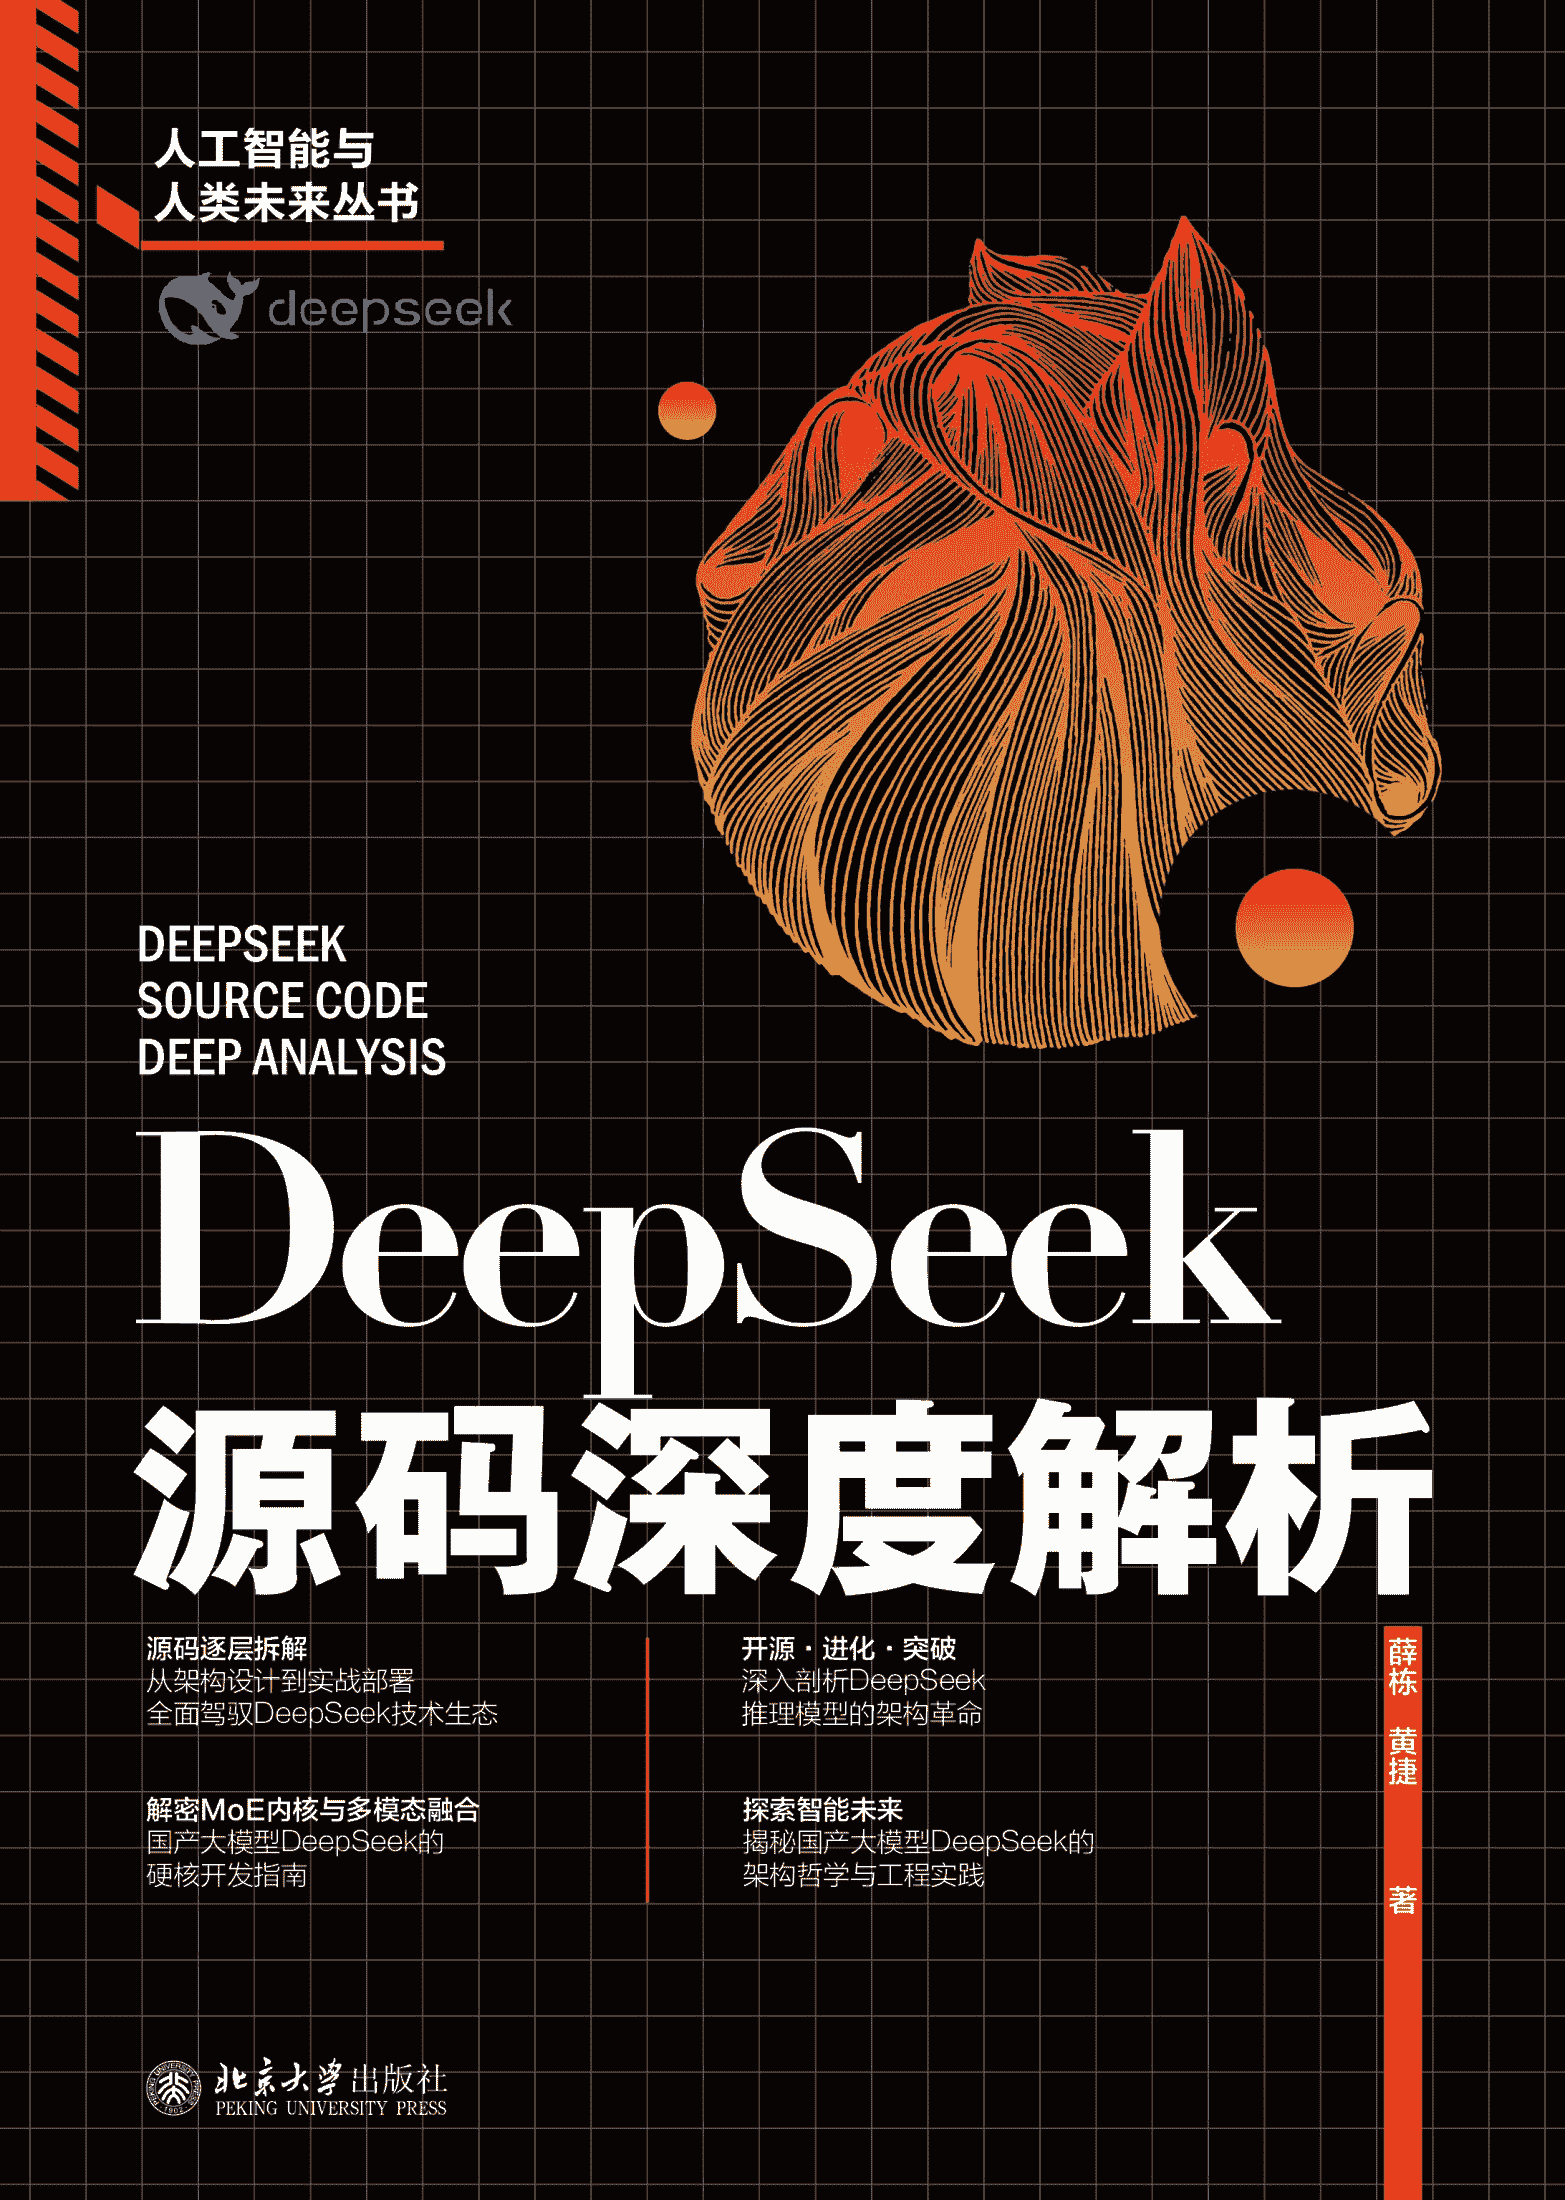 人工智能与
人类未来丛书
deepseek
DEEPSEEK
SOURCE CODE
DEEP ANALYSIS
DeepSeek
源码深度解析
源码逐层拆解
从架构设计到实战部署
全面驾驭DeepSeek技术生态
开源·进化·突破
深入剖析DeepSeek
推理模型的架构革命
解密MoE内核与多模态融合
国产大模型DeepSeek的
硬核开发指南
探索智能未来
揭秘国产大模型DeepSeek的
架构哲学与工程实践
薛栋 黄捷 著
PEKING UNIVERSITY PRESS
1902
北京大学出版社
PEKING UNIVERSITY PRESS